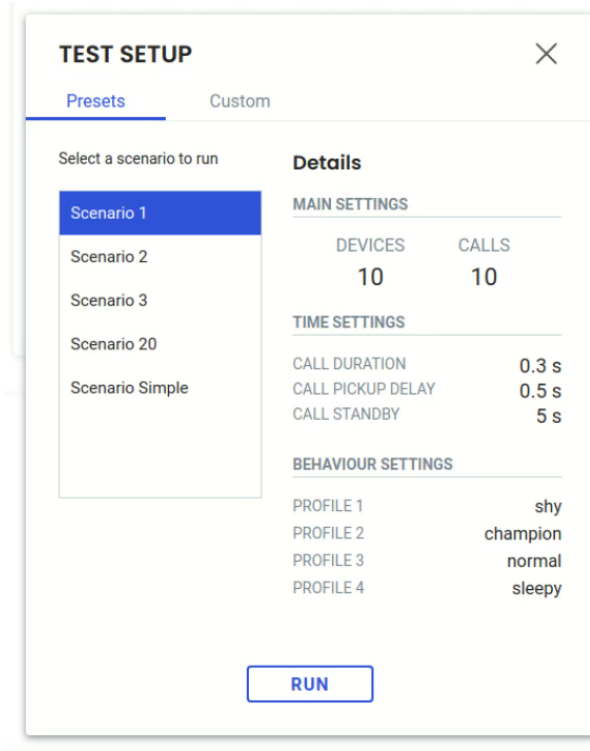 TEST SETUP
Presets Custom
Select a scenario to run
Scenario 1
Scenario 2
Scenario 3
Scenario 20
Scenario Simple
Details
MAIN SETTINGS
DEVICES CALLS
10 10
TIME SETTINGS
CALL DURATION 0.3 s
CALL PICKUP DELAY 0.5 s
CALL STANDBY 5 s
BEHAVIOUR SETTINGS
PROFILE 1 shy
PROFILE 2 champion
PROFILE 3 normal
PROFILE 4 sleepy
RUN